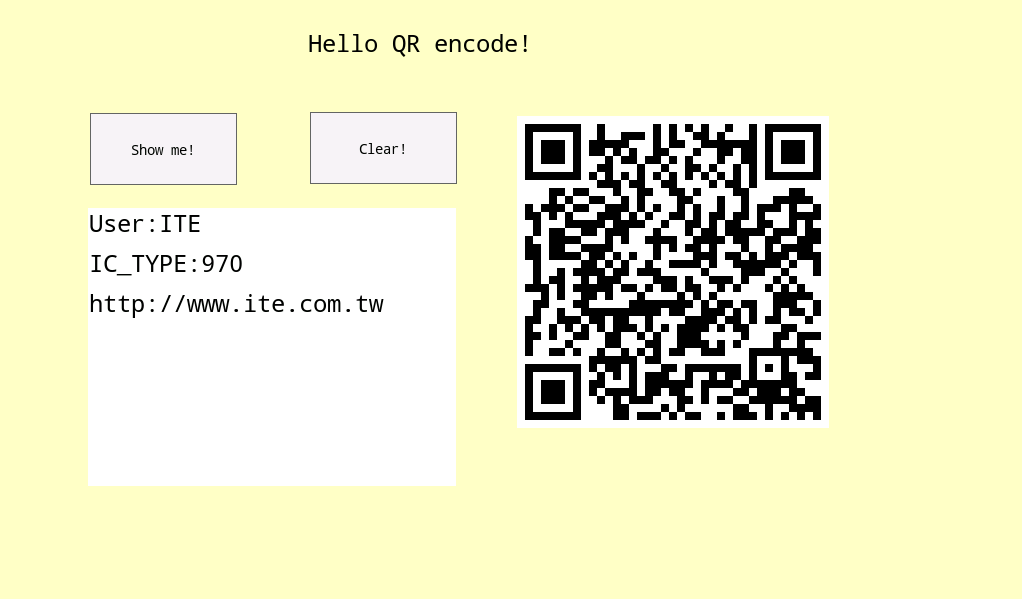 Hello QR encode!
Show me!
Clear!
User:ITE
IC_TYPE:970
http://www.ite.com.tw